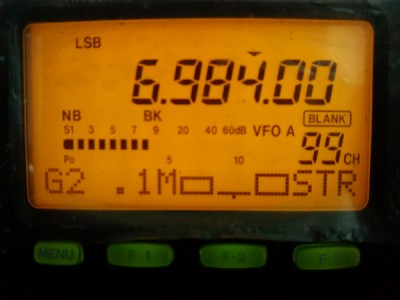 LSB
6.984.00
NB BK BLANK
S1 3 5 7 9 20 40 60dB VFO A 99 CH
Po 5 10
G2 .1M STR
MENU F-1 F-2